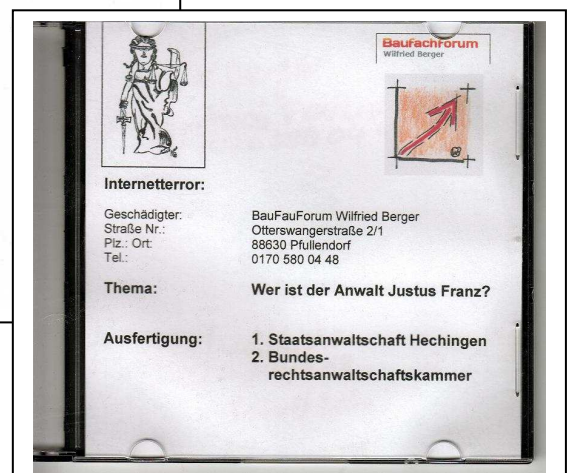 Baufachforum
Wilfried Berger
Internetterror:
Geschädigter: BauFauForum Wilfried Berger
Straße Nr.: Otterswangerstraße 2/1
Plz.: Ort: 88630 Pfullendorf
Tel.: 0170 580 04 48
Thema: Wer ist der Anwalt Justus Franz?
Ausfertigung: 1. Staatsanwaltschaft Hechingen
2. Bundes-
rechtsanwaltschaftskammer